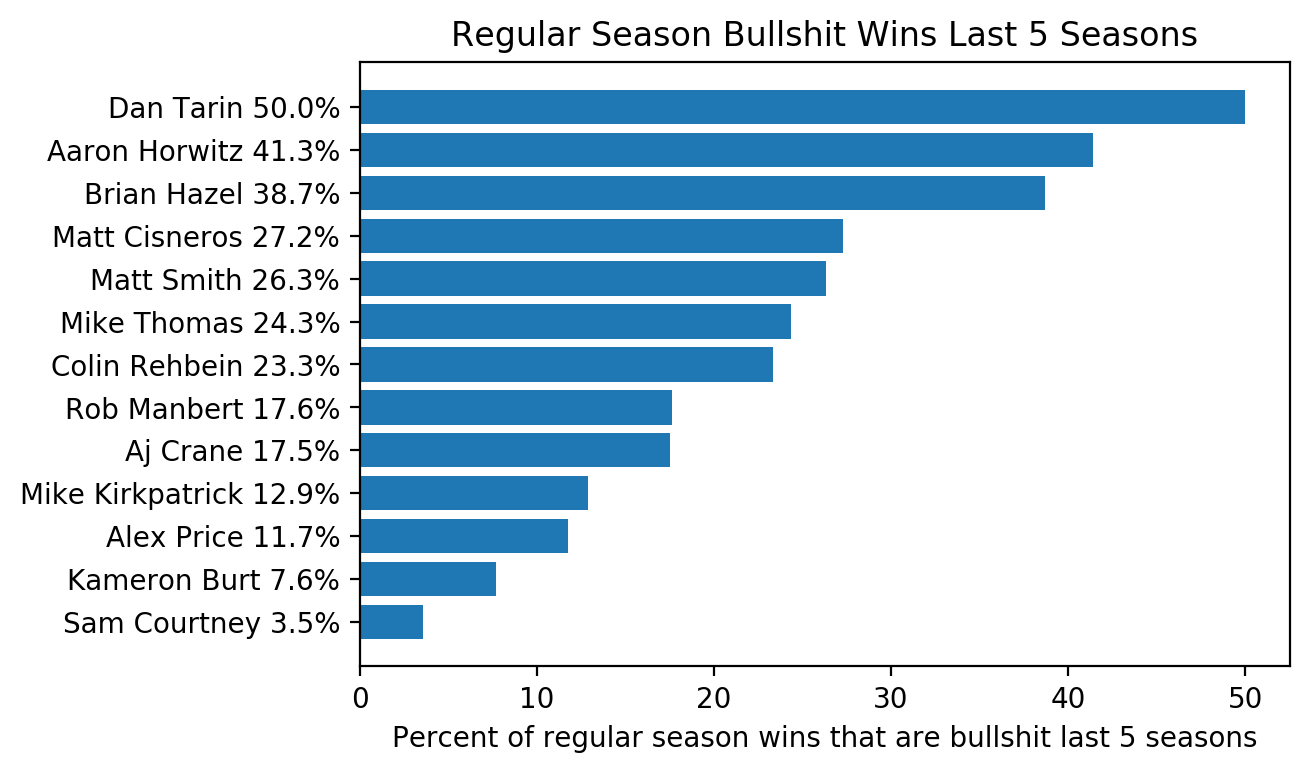 Regular Season Bullshit Wins Last 5 Seasons
Dan Tarin 50.0%
Aaron Horwitz 41.3%
Brian Hazel 38.7%
Matt Cisneros 27.2%
Matt Smith 26.3%
Mike Thomas 24.3%
Colin Rehbein 23.3%
Rob Manbert 17.6%
Aj Crane 17.5%
Mike Kirkpatrick 12.9%
Alex Price 11.7%
Kameron Burt 7.6%
Sam Courtney 3.5%
0 10 20 30 40 50
Percent of regular season wins that are bullshit last 5 seasons